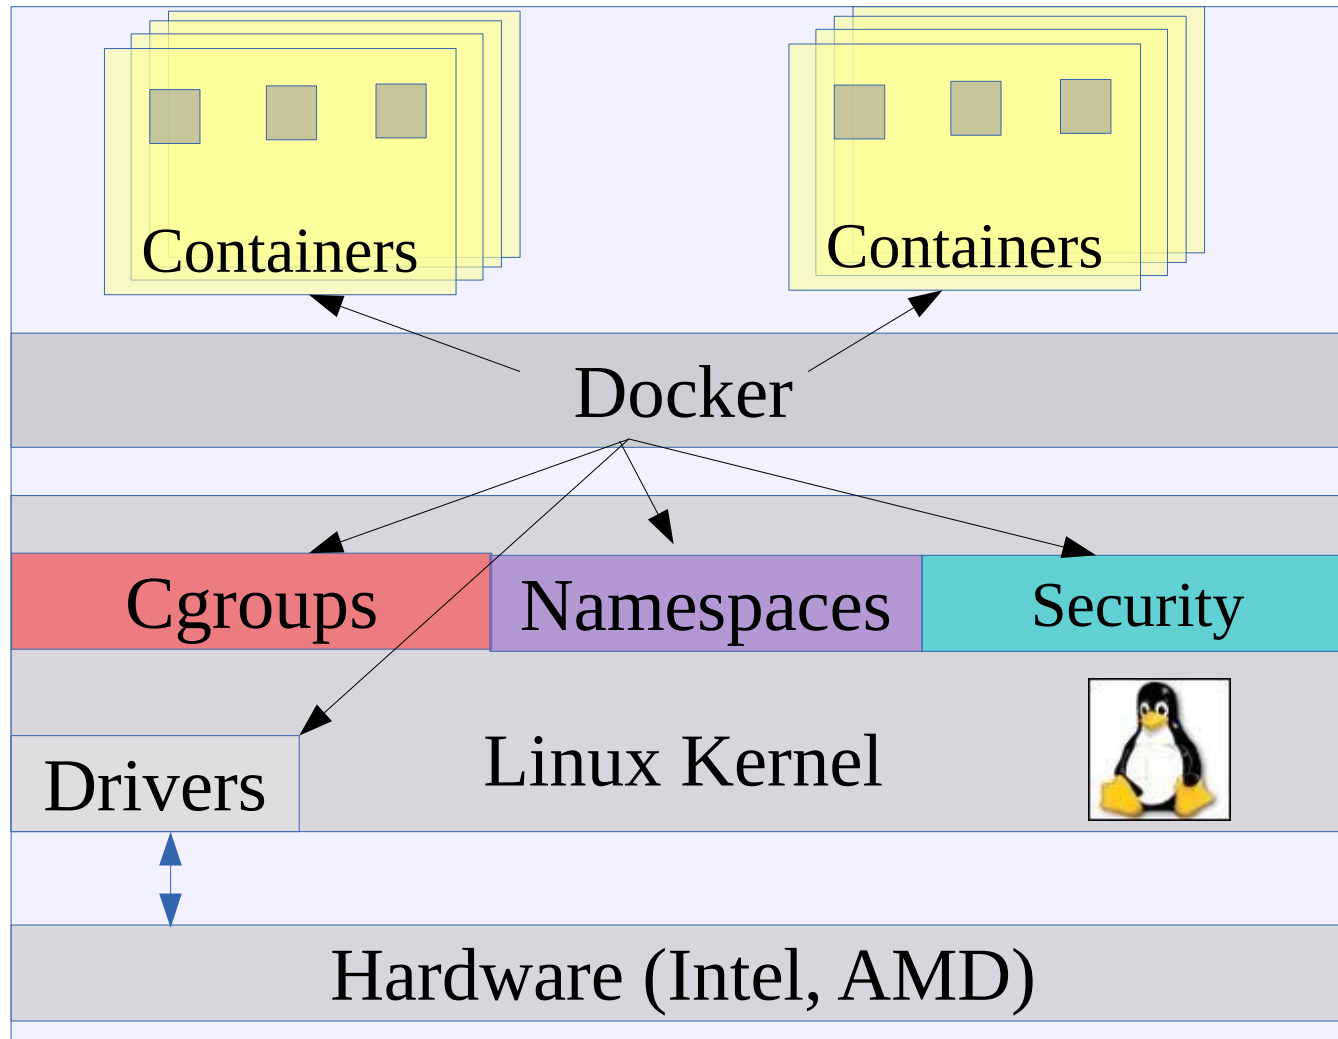 Containers
Containers
Docker
Cgroups
Namespaces
Security
Linux Kernel
Drivers
Hardware (Intel, AMD)